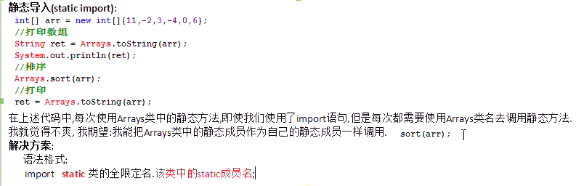 静态导入(static import):
int[] arr = new int[]{11,-2,3,-4,0,6};
//打印数组
String ret = Arrays.toString(arr);
System.out.println(ret);
//排序
Arrays.sort(arr);
//打印
ret = Arrays.toString(arr);
在上述代码中,每次使用Arrays类中的静态方法,即使我们使用了import语句,但是每次都需要使用Arrays类名去调用静态方法.
我就觉得不爽, 我期望:我能把Arrays类中的静态成员作为自己的静态成员一样调用. sort(arr);
解决方案:
语法格式:
import static 类的全限定名.该类中的static成员名;